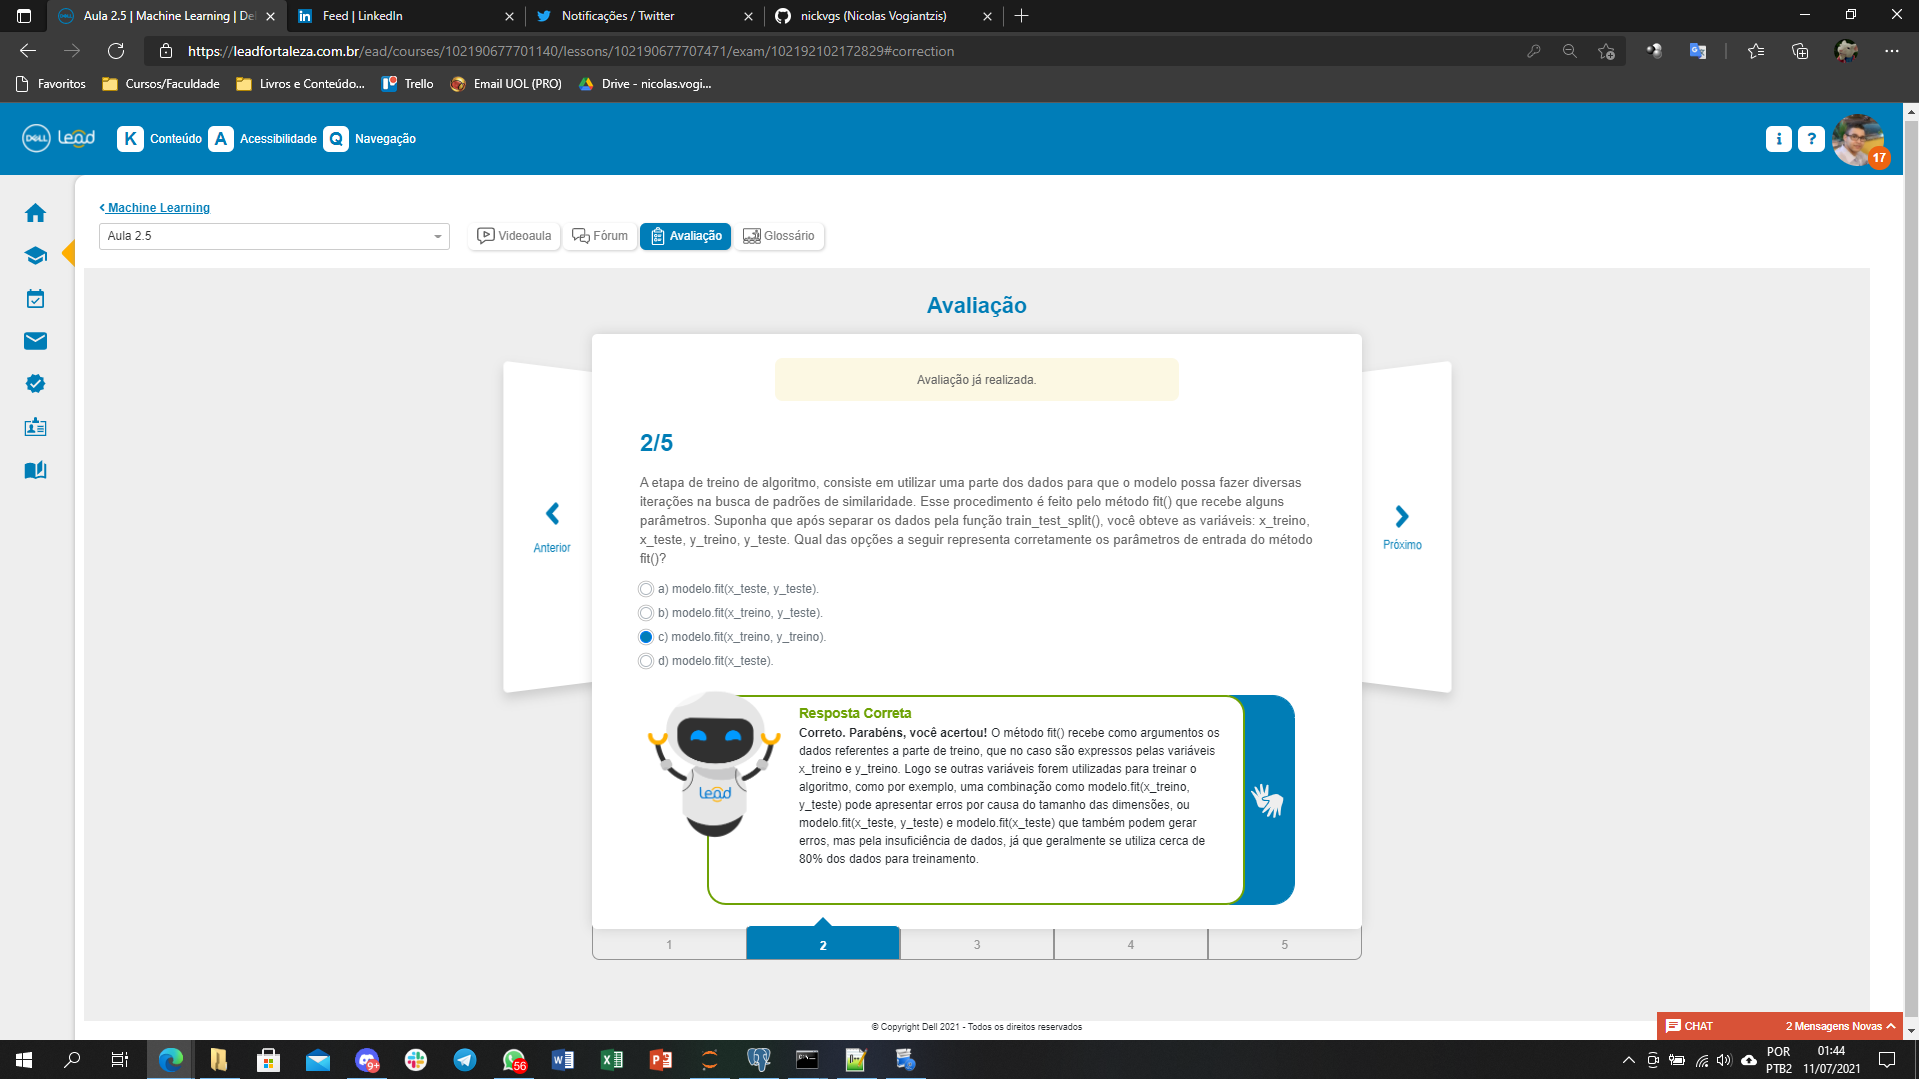 Aula 2.5 | Machine Learning | De
Feed | LinkedIn
Notificações / Twitter
nickvgs (Nicolas Vogiantzis)
https://leadfortaleza.com.br/ead/courses/102190677701140/lessons/102190677707471/exam/102192102172829#correction
Favoritos
Cursos/Faculdade
Livros e Conteúdo...
Trello
Email UOL (PRO)
Drive - nicolas.vogi...
DELL Lead
K Conteúdo
A Acessibilidade
Q Navegação
i
?
17
Machine Learning
Aula 2.5
Videoaula
Fórum
Avaliação
Glossário
Avaliação
Avaliação já realizada.
2/5
A etapa de treino de algoritmo, consiste em utilizar uma parte dos dados para que o modelo possa fazer diversas
iterações na busca de padrões de similaridade. Esse procedimento é feito pelo método fit() que recebe alguns
parâmetros. Suponha que após separar os dados pela função train_test_split(), você obteve as variáveis: x_treino,
x_teste, y_treino, y_teste. Qual das opções a seguir representa corretamente os parâmetros de entrada do método
fit()?
Anterior
Próximo
a) modelo.fit(x_teste, y_teste).
b) modelo.fit(x_treino, y_teste).
c) modelo.fit(x_treino, y_treino).
d) modelo.fit(x_teste).
Lead
Resposta Correta
Correto. Parabéns, você acertou! O método fit() recebe como argumentos os
dados referentes a parte de treino, que no caso são expressos pelas variáveis
x_treino e y_treino. Logo se outras variáveis forem utilizadas para treinar o
algoritmo, como por exemplo, uma combinação como modelo.fit(x_treino,
y_teste) pode apresentar erros por causa do tamanho das dimensões, ou
modelo.fit(x_teste, y_teste) e modelo.fit(x_teste) que também podem gerar
erros, mas pela insuficiência de dados, já que geralmente se utiliza cerca de
80% dos dados para treinamento.
1
2
3
4
5
© Copyright Dell 2021 - Todos os direitos reservados
CHAT
2 Mensagens Novas
9+
56
POR
PTB2
01:44
11/07/2021